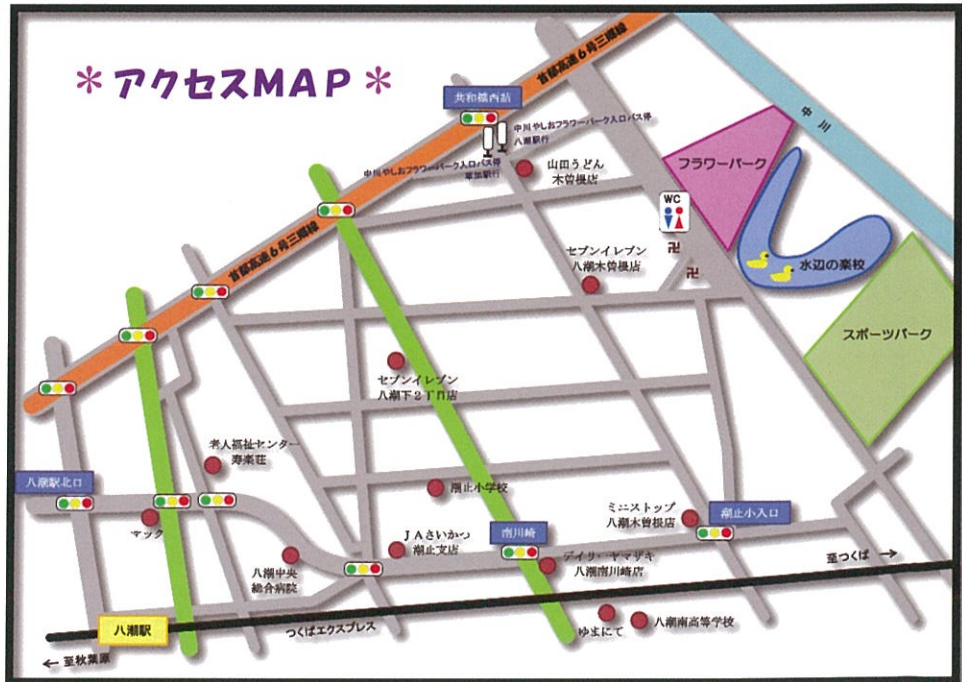 ＊アクセスMAP＊
首都高速6号三郷線
共和橋西詰
中川やしおフラワーパーク入口バス停
八潮駅行
中川やしおフラワーパーク入口バス停
草加駅行
山田うどん
木曽根店
中川
フラワーパーク
WC
卍
卍
水辺の楽校
スポーツパーク
セブンイレブン
八潮木曽根店
首都高速6号三郷線
セブンイレブン
八潮下2丁目店
老人福祉センター
寿楽荘
八潮駅北口
マック
潮止小学校
ミニストップ
八潮木曽根店
潮止小入口
JAさいかつ
潮止支店
南川崎
デイリーヤマザキ
八潮南川崎店
八潮中央
総合病院
至つくば →
八潮駅
つくばエクスプレス
ゆまにて
八潮南高等学校
← 至秋葉原